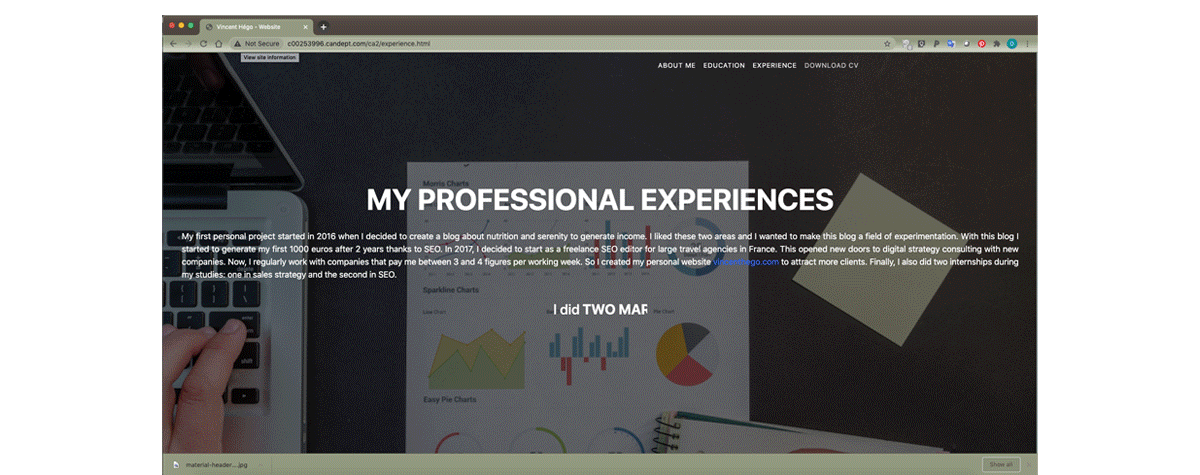 Vincent Hégo - Website
Not Secure c00253996.candept.com/ca2/experience.html
View site information
ABOUT ME EDUCATION EXPERIENCE DOWNLOAD CV
Morris Charts
MY PROFESSIONAL EXPERIENCES
My first personal project started in 2016 when I decided to create a blog about nutrition and serenity to generate income. I liked these two areas and I wanted to make this blog a field of experimentation. With this blog I
started to generate my first 1000 euros after 2 years thanks to SEO. In 2017, I decided to start as a freelance SEO editor for large travel agencies in France. This opened new doors to digital strategy consulting with new
companies. Now, I regularly work with companies that pay me between 3 and 4 figures per working week. So I created my personal website to attract more clients. Finally, I also did two internships during
my studies: one in sales strategy and the second in SEO.
Sparkline Charts
I did TWO MAR
Line Chart Pie Chart
Easy Pie Charts
material-header....jpg
Show all